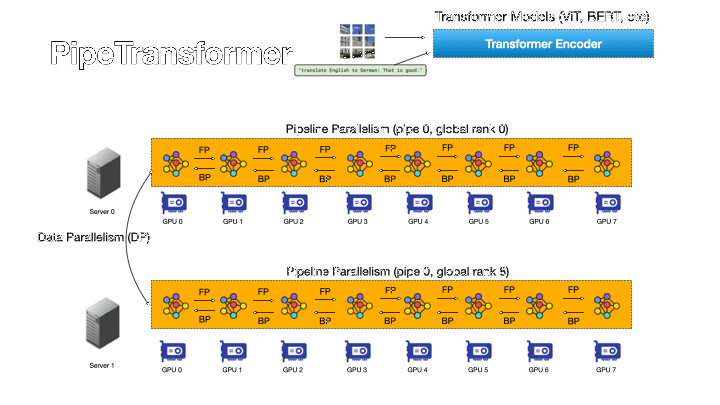 Transformer Models (ViT, BERT, etc)
Transformer Encoder
PipeTransformer
"translate English to German: That is good."
Pipeline Parallelism (pipe 0, global rank 0)
FP FP FP FP FP FP FP
BP BP BP BP BP BP BP
Server 0
GPU 0 GPU 1 GPU 2 GPU 3 GPU 4 GPU 5 GPU 6 GPU 7
Data Parallelism (DP)
Pipeline Parallelism (pipe 0, global rank 8)
FP FP FP FP FP FP FP
BP BP BP BP BP BP BP
Server 1
GPU 0 GPU 1 GPU 2 GPU 3 GPU 4 GPU 5 GPU 6 GPU 7